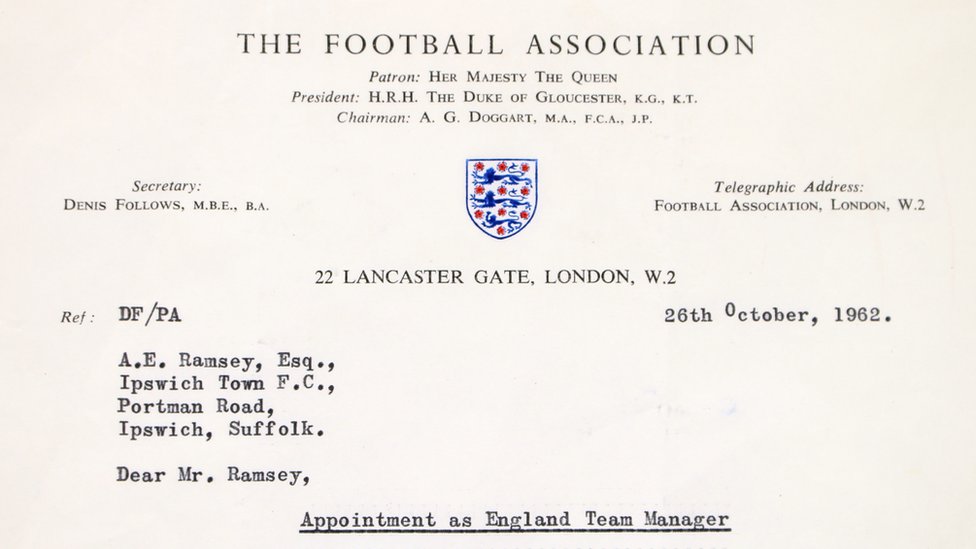 THE FOOTBALL ASSOCIATION
Patron: HER MAJESTY THE QUEEN
President: H.R.H. THE DUKE OF GLOUCESTER, K.G., K.T.
Chairman: A. G. DOGGART, M.A., F.C.A., J.P.
Secretary:
DENIS FOLLOWS, M.B.E., B.A.
Telegraphic Address:
FOOTBALL ASSOCIATION, LONDON, W.2
22 LANCASTER GATE, LONDON, W.2
Ref: DF/PA 26th October, 1962.
A.E. Ramsey, Esq.,
Ipswich Town F.C.,
Portman Road,
Ipswich, Suffolk.
Dear Mr. Ramsey,
Appointment as England Team Manager